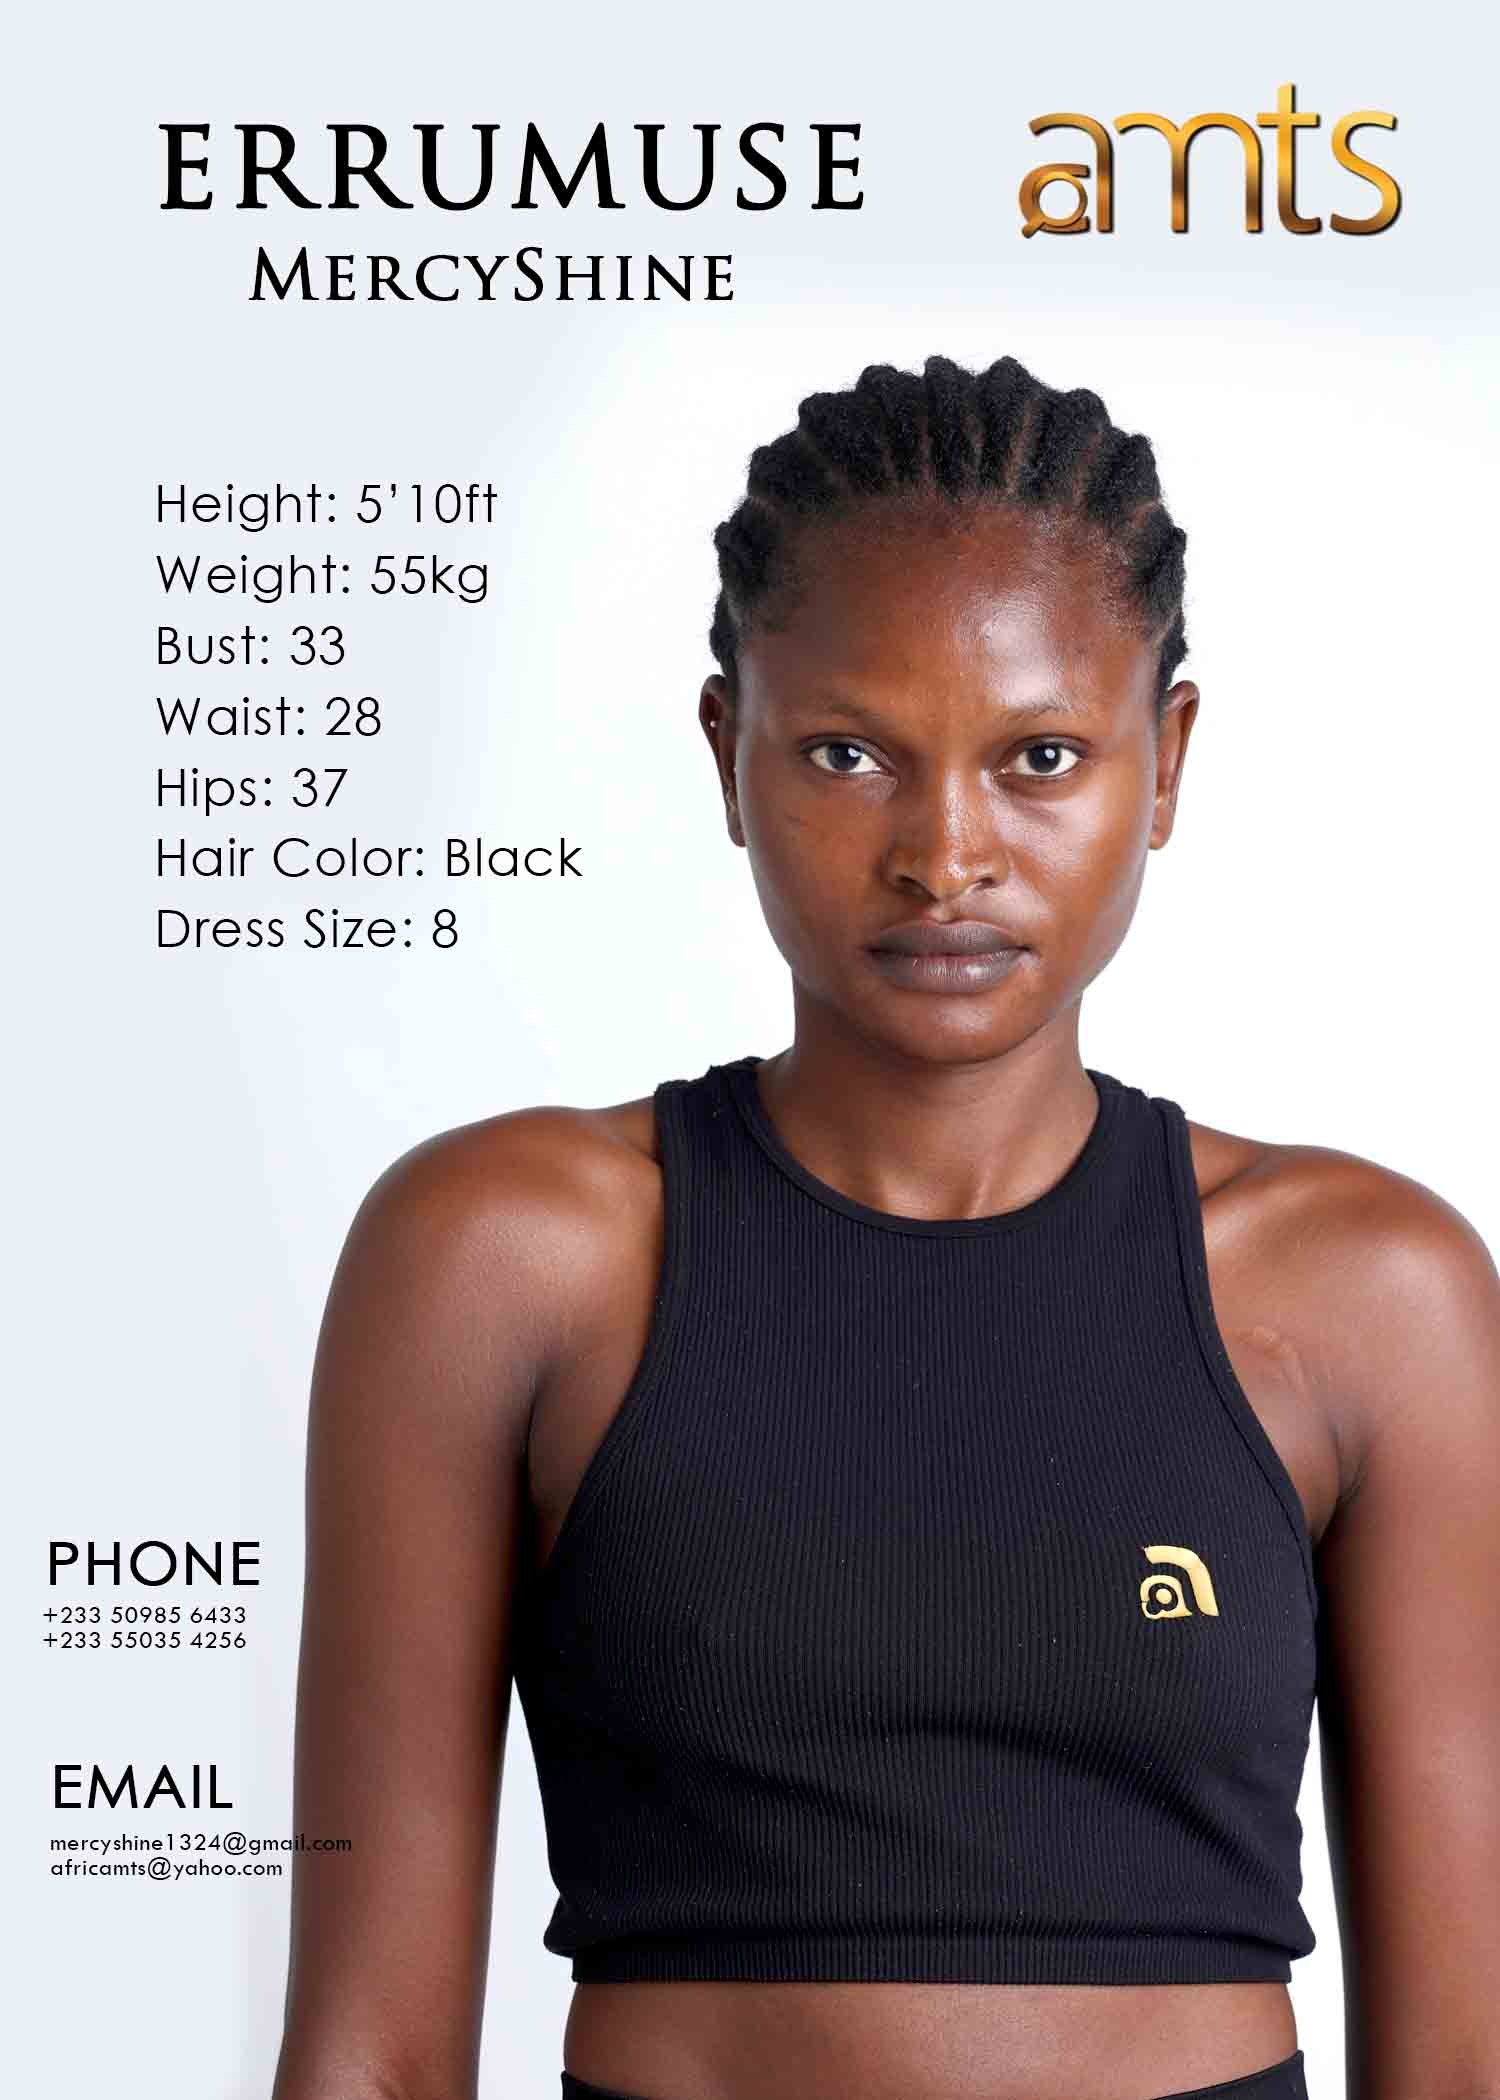 ERRUMUSE
MERCYSHINE
amts
Height: 5’10ft
Weight: 55kg
Bust: 33
Waist: 28
Hips: 37
Hair Color: Black
Dress Size: 8
PHONE
+233 50985 6433
+233 55035 4256
EMAIL
mercyshine1324@gmail.com
africamts@yahoo.com